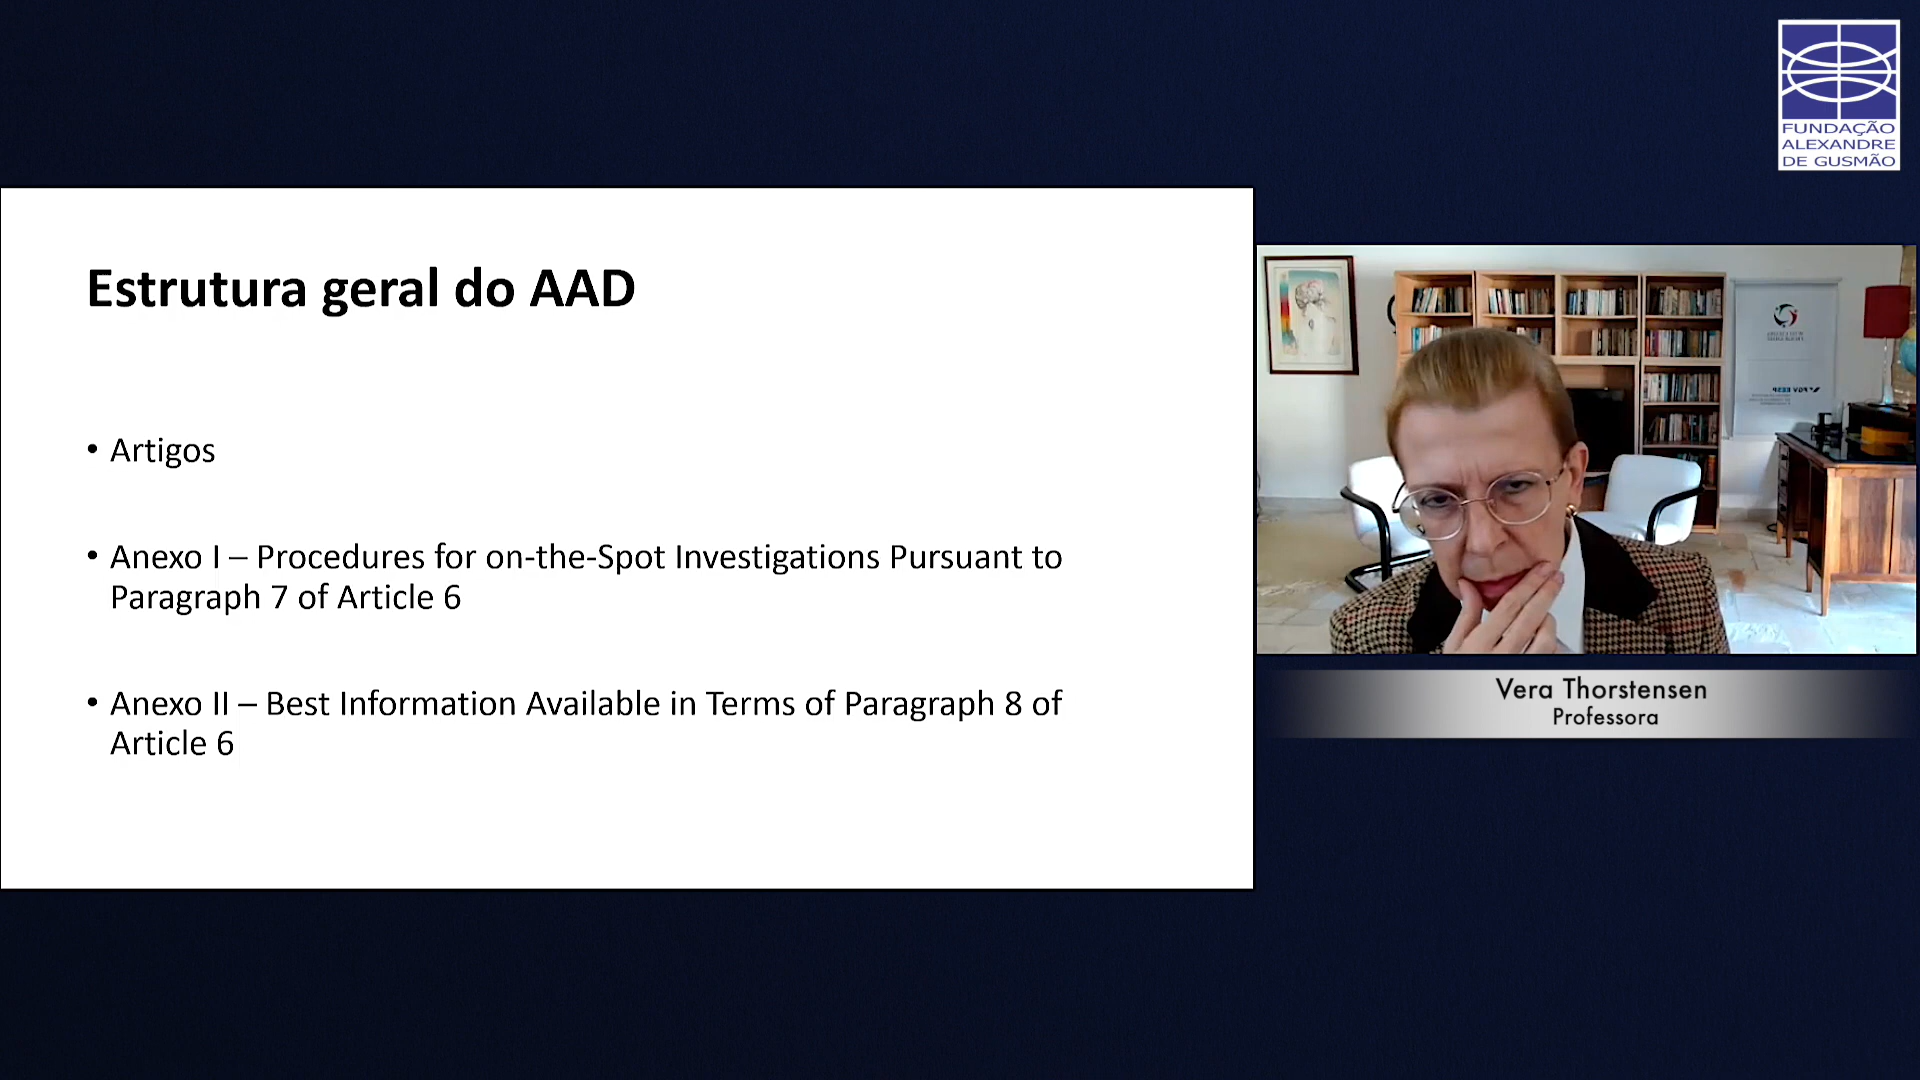 FUNDAÇÃO
ALEXANDRE
DE GUSMÃO
Estrutura geral do AAD
• Artigos
• Anexo I – Procedures for on-the-Spot Investigations Pursuant to
Paragraph 7 of Article 6
• Anexo II – Best Information Available in Terms of Paragraph 8 of
Article 6
Vera Thorstensen
Professora